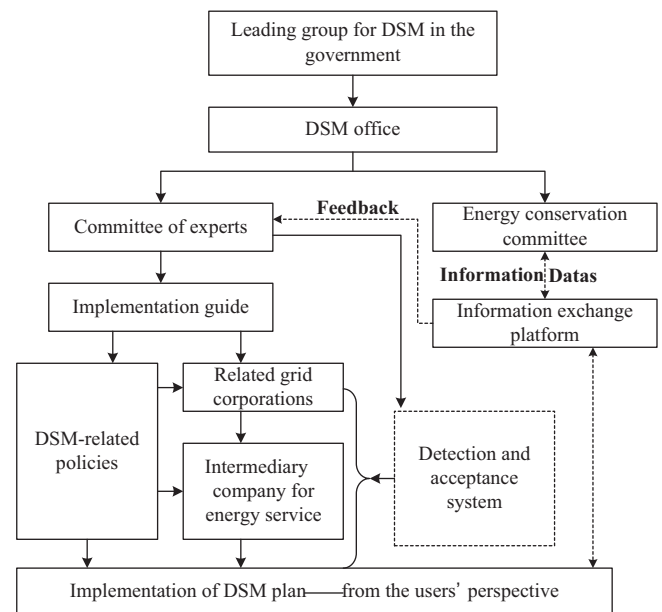 Leading group for DSM in the
government
DSM office
Feedback
Committee of experts
Energy conservation
committee
Information Datas
Implementation guide
Information exchange
platform
Related grid
corporations
DSM-related
policies
Intermediary
company for
energy service
Detection and
acceptance
system
Implementation of DSM plan——from the users' perspective